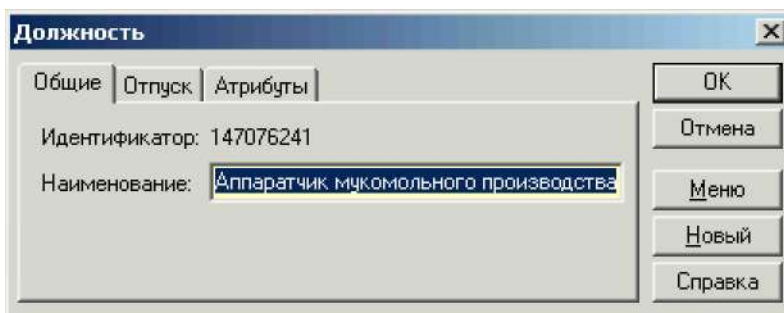 Должность
Общие Отпуск Атрибуты
Идентификатор: 147076241
Наименование: Аппаратчик мукомольного производства
OK
Отмена
Меню
Новый
Справка